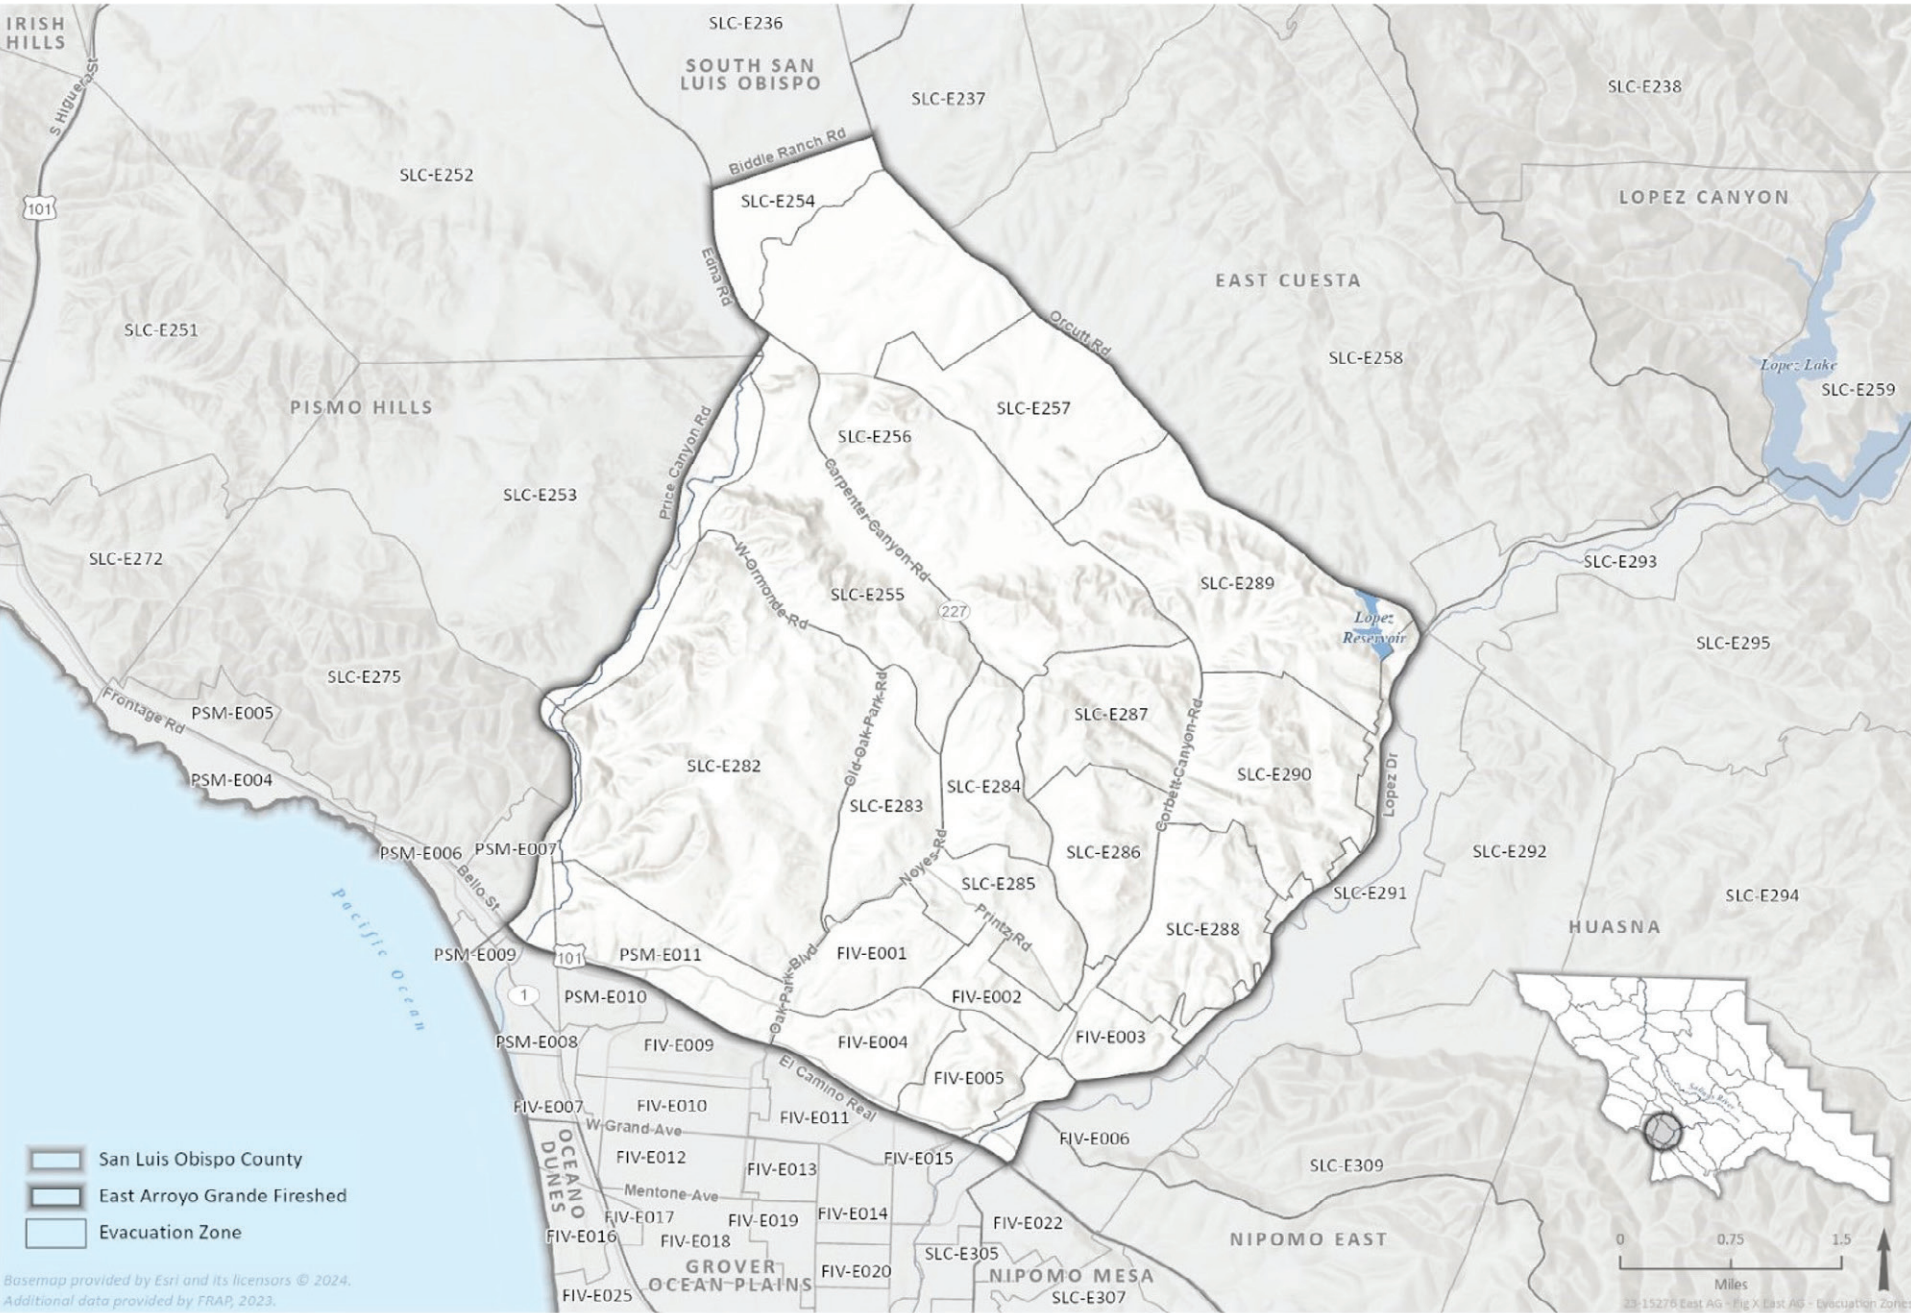 IRISH
HILLS
SLC-E236
SOUTH SAN
LUIS OBISPO
SLC-E237
SLC-E238
S Higuera St
Biddle Ranch Rd
SLC-E252
101
SLC-E254
LOPEZ CANYON
Edna Rd
EAST CUESTA
SLC-E251
Orcutt Rd
SLC-E258
Lopez Lake
SLC-E259
PISMO HILLS
SLC-E257
SLC-E256
Price Canyon Rd
Carpenter Canyon Rd
SLC-E253
SLC-E272
W Ormonde Rd
SLC-E255
227
SLC-E289
SLC-E293
Lopez
Reservoir
SLC-E295
SLC-E275
Frontage Rd
PSM-E005
PSM-E004
Old Oak Park Rd
SLC-E287
Corbett Canyon Rd
SLC-E282
SLC-E284
SLC-E290
Lopez Dr
SLC-E283
PSM-E006
PSM-E007
Noyes Rd
SLC-E286
SLC-E292
Bello St
SLC-E285
SLC-E291
SLC-E294
Pacific Ocean
Printz Rd
SLC-E288
HUASNA
PSM-E009
101
PSM-E011
Oak Park Blvd
FIV-E001
1
PSM-E010
FIV-E002
PSM-E008
FIV-E009
FIV-E004
FIV-E003
El Camino Real
FIV-E005
FIV-E007
FIV-E010
FIV-E011
W Grand Ave
FIV-E006
OCEANO
DUNES
FIV-E012
FIV-E013
FIV-E015
SLC-E309
Mentone Ave
FIV-E017
FIV-E019
FIV-E014
FIV-E022
FIV-E016
FIV-E018
SLC-E305
NIPOMO EAST
GROVER
OCEAN PLAINS
FIV-E020
NIPOMO MESA
FIV-E025
SLC-E307
San Luis Obispo County
East Arroyo Grande Fireshed
Evacuation Zone
0 0.75 1.5
Miles
Basemap provided by Esri and its licensors © 2024.
Additional data provided by FRAP, 2023.
23-15276 East AG - Fig X East AG - Evacuation Zone